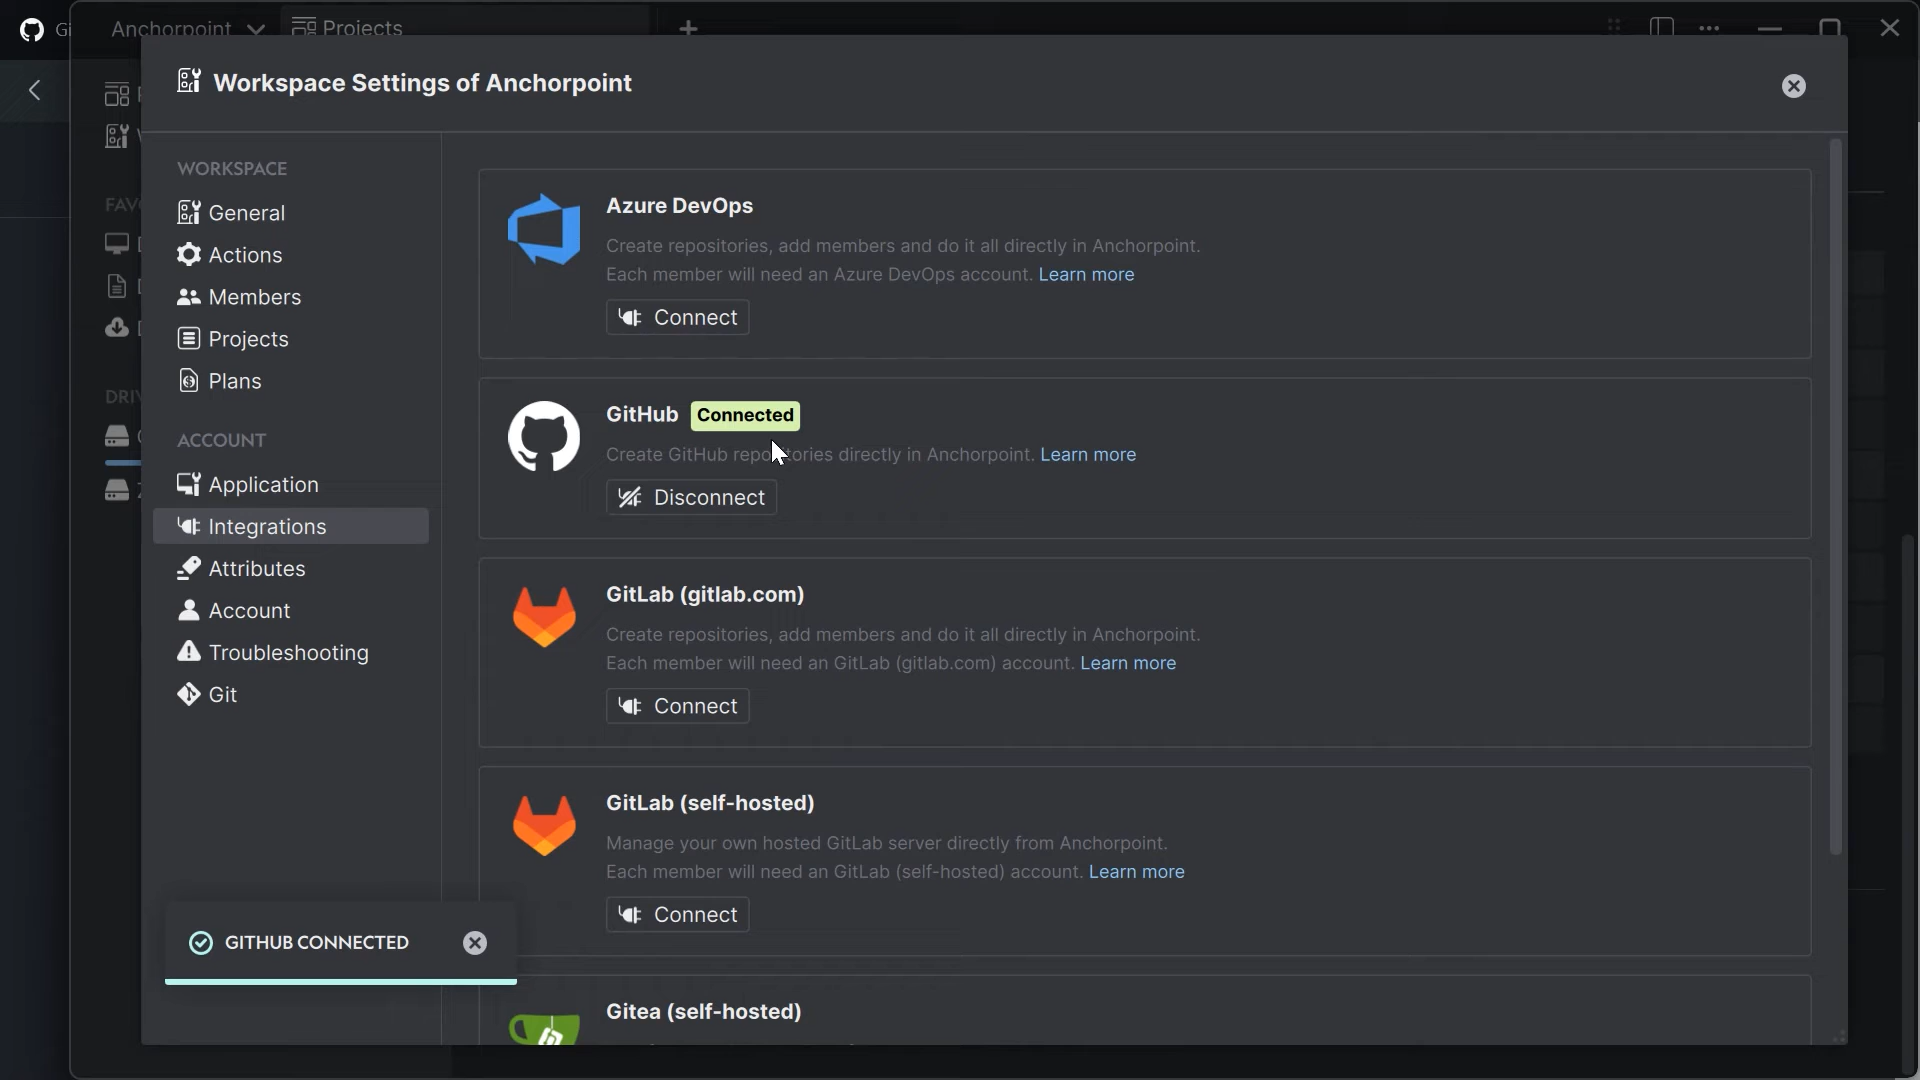 Gi
Anchorpoint
Projects
Workspace Settings of Anchorpoint
WORKSPACE
General
Actions
Members
Projects
Plans
ACCOUNT
Application
Integrations
Attributes
Account
Troubleshooting
Git
FAV
DRI
Azure DevOps
Create repositories, add members and do it all directly in Anchorpoint.
Each member will need an Azure DevOps account. Learn more
Connect
GitHub Connected
Create GitHub repositories directly in Anchorpoint. Learn more
Disconnect
GitLab (gitlab.com)
Create repositories, add members and do it all directly in Anchorpoint.
Each member will need an GitLab (gitlab.com) account. Learn more
Connect
GitLab (self-hosted)
Manage your own hosted GitLab server directly from Anchorpoint.
Each member will need an GitLab (self-hosted) account. Learn more
Connect
Gitea (self-hosted)
GITHUB CONNECTED